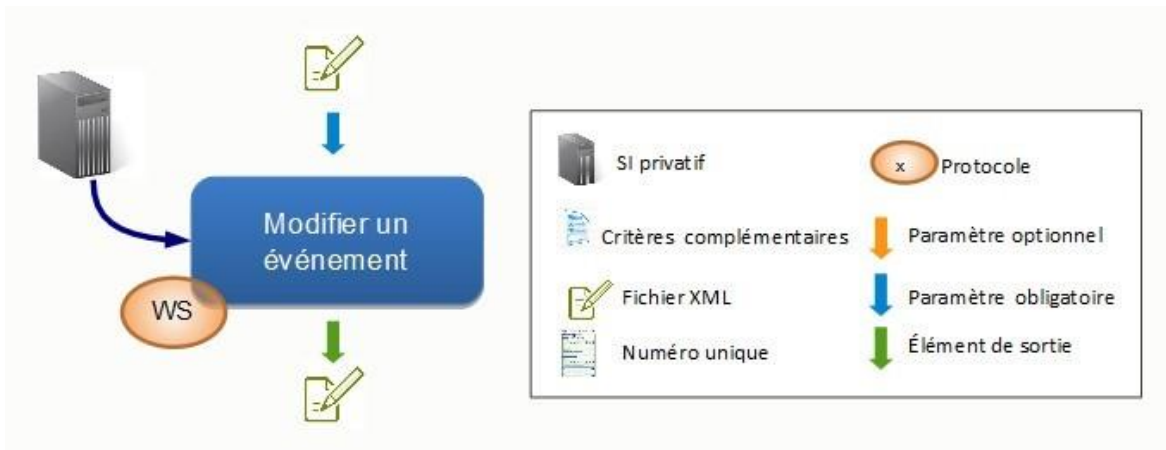 Modifier un
événement
WS
SI privatif
x Protocole
Critères complémentaires
Paramètre optionnel
Fichier XML
Paramètre obligatoire
Numéro unique
Élément de sortie